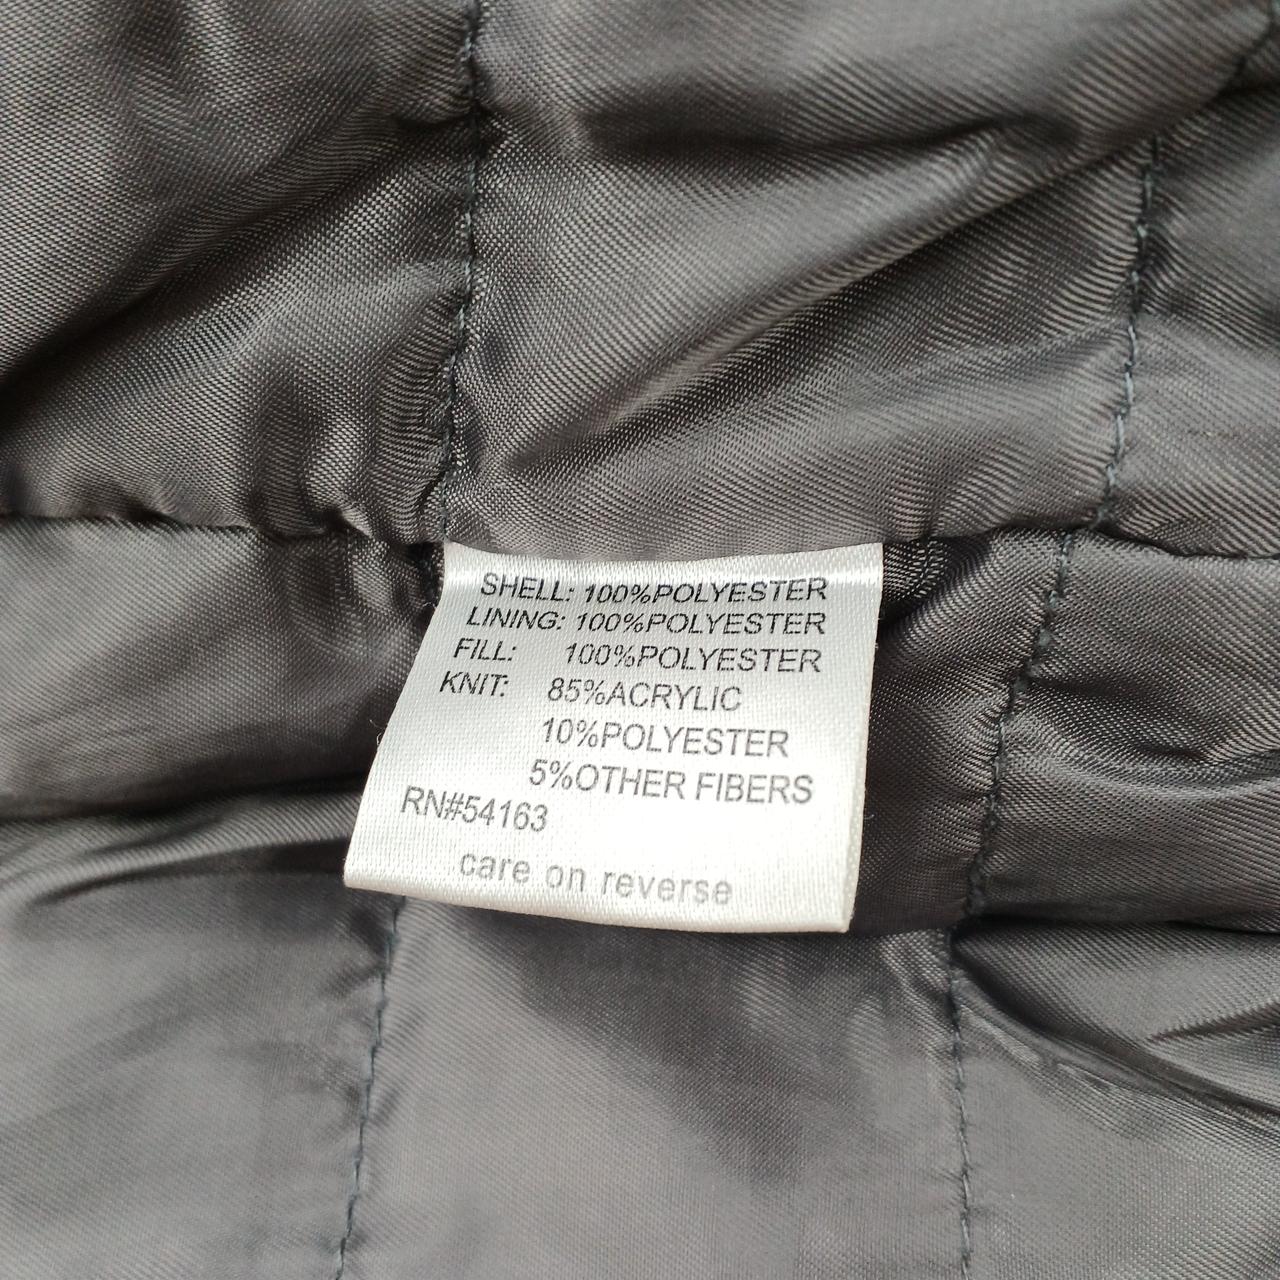 SHELL: 100%POLYESTER
LINING: 100%POLYESTER
FILL: 100%POLYESTER
KNIT: 85%ACRYLIC
10%POLYESTER
5%OTHER FIBERS
RN#54163
care on reverse